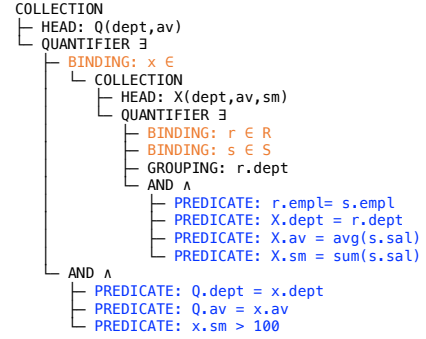 COLLECTION
├─ HEAD: Q(dept,av)
└─ QUANTIFIER ∃
   ├─ BINDING: x ∈
   │  └─ COLLECTION
   │     ├─ HEAD: X(dept,av,sm)
   │     └─ QUANTIFIER ∃
   │        ├─ BINDING: r ∈ R
   │        ├─ BINDING: s ∈ S
   │        ├─ GROUPING: r.dept
   │        └─ AND ∧
   │           ├─ PREDICATE: r.empl= s.empl
   │           ├─ PREDICATE: X.dept = r.dept
   │           ├─ PREDICATE: X.av = avg(s.sal)
   │           └─ PREDICATE: X.sm = sum(s.sal)
   └─ AND ∧
      ├─ PREDICATE: Q.dept = x.dept
      ├─ PREDICATE: Q.av = x.av
      └─ PREDICATE: x.sm > 100